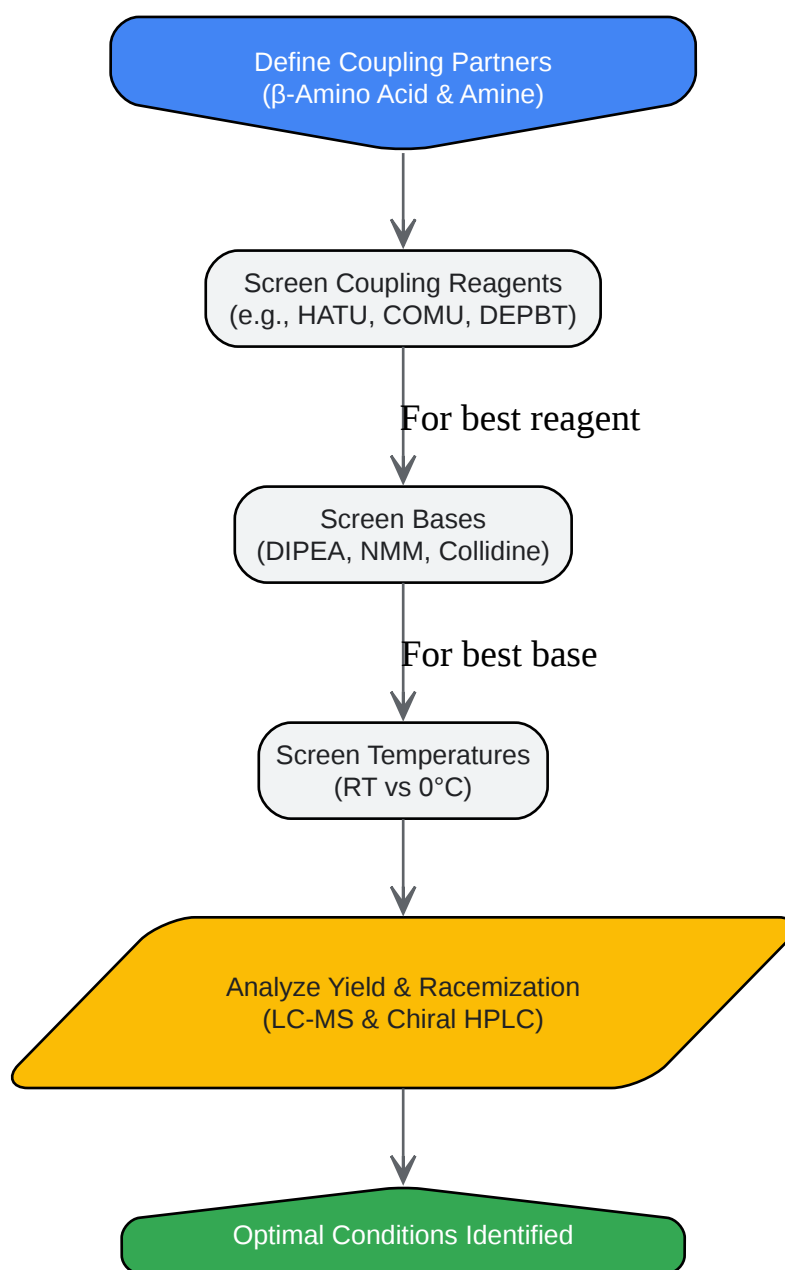 Define Coupling Partners
(β-Amino Acid & Amine)
Screen Coupling Reagents
(e.g., HATU, COMU, DEPBT)
For best reagent
Screen Bases
(DIPEA, NMM, Collidine)
For best base
Screen Temperatures
(RT vs 0°C)
Analyze Yield & Racemization
(LC-MS & Chiral HPLC)
Optimal Conditions Identified